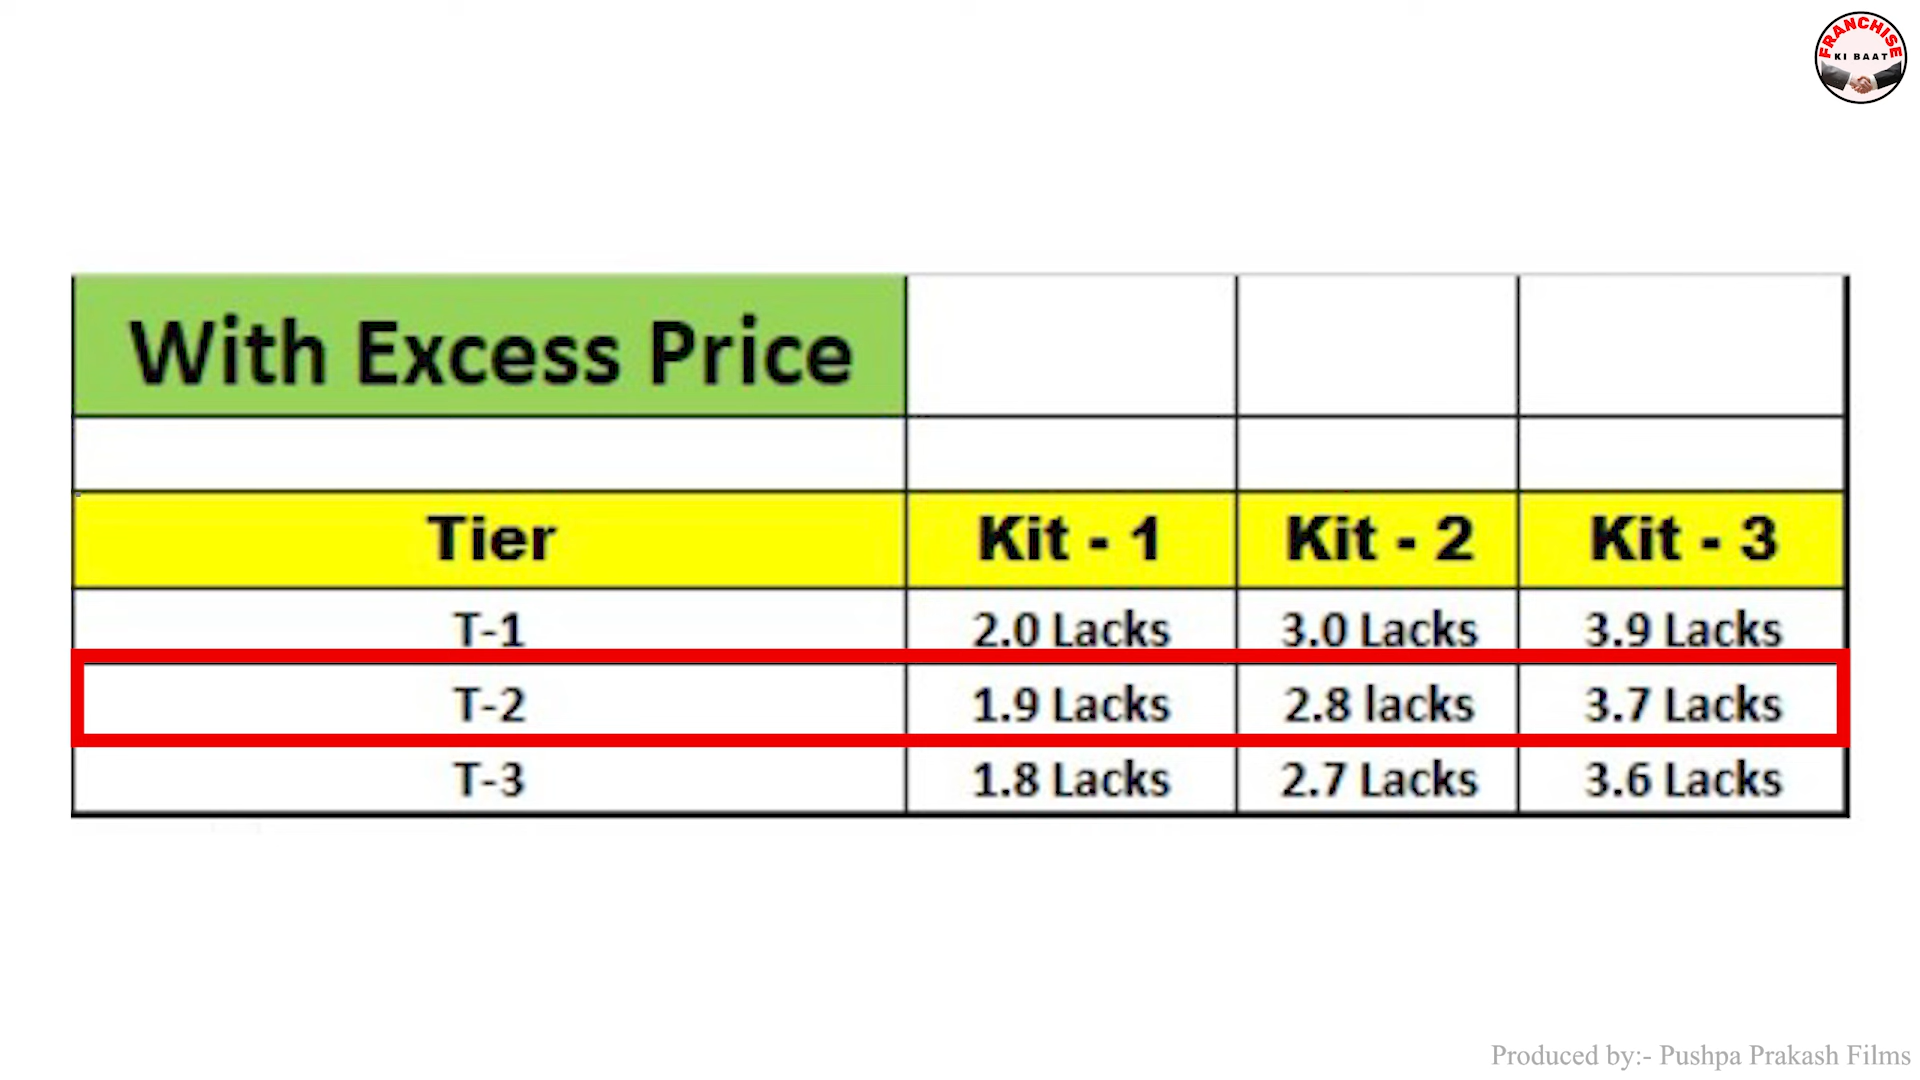 FRANCHISE
KI BAAT
With Excess Price
Tier Kit - 1 Kit - 2 Kit - 3
T-1 2.0 Lacks 3.0 Lacks 3.9 Lacks
T-2 1.9 Lacks 2.8 lacks 3.7 Lacks
T-3 1.8 Lacks 2.7 Lacks 3.6 Lacks
Produced by:- Pushpa Prakash Films